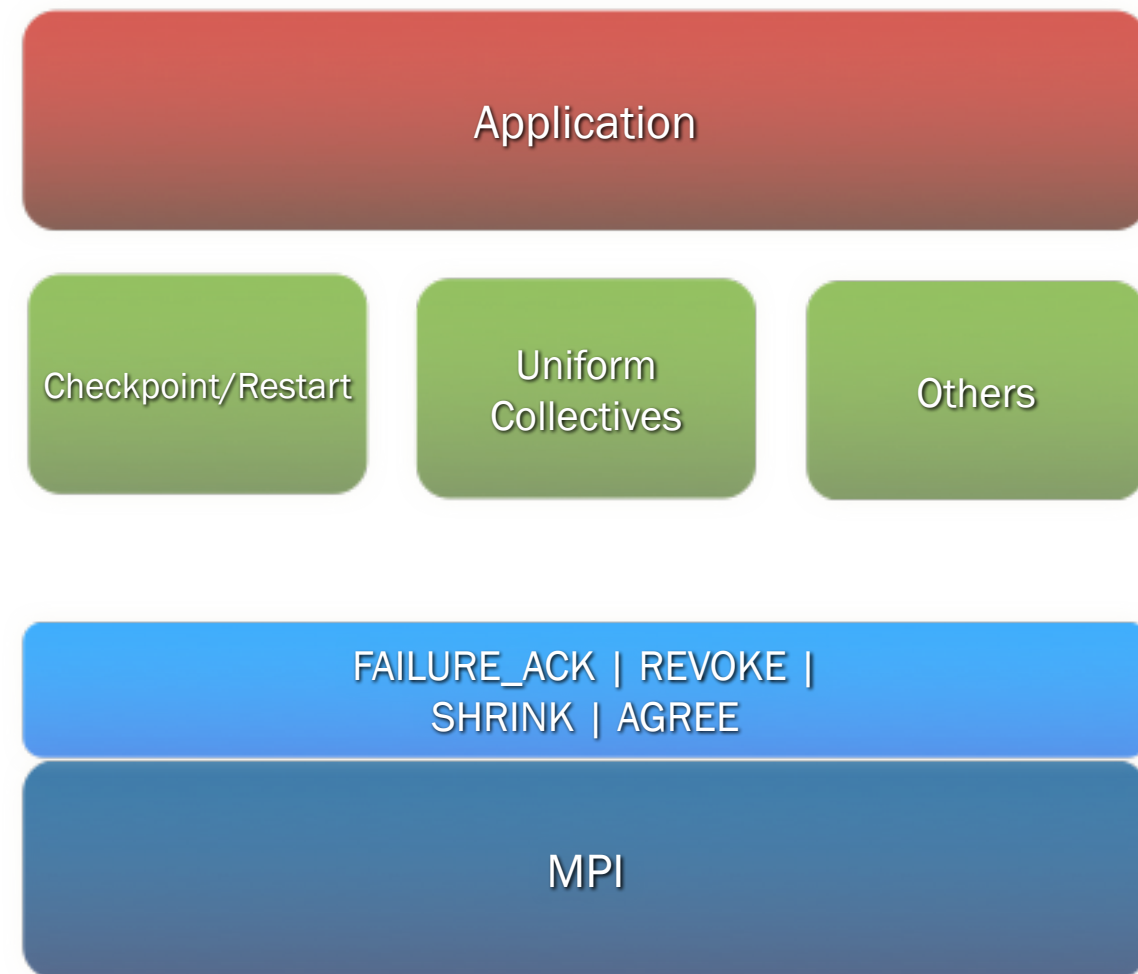 Application
Checkpoint/Restart
Uniform
Collectives
Others
FAILURE_ACK | REVOKE |
SHRINK | AGREE
MPI